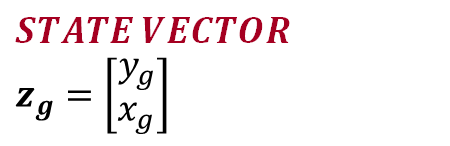 STATE VECTOR
z_g = [y_g
x_g]